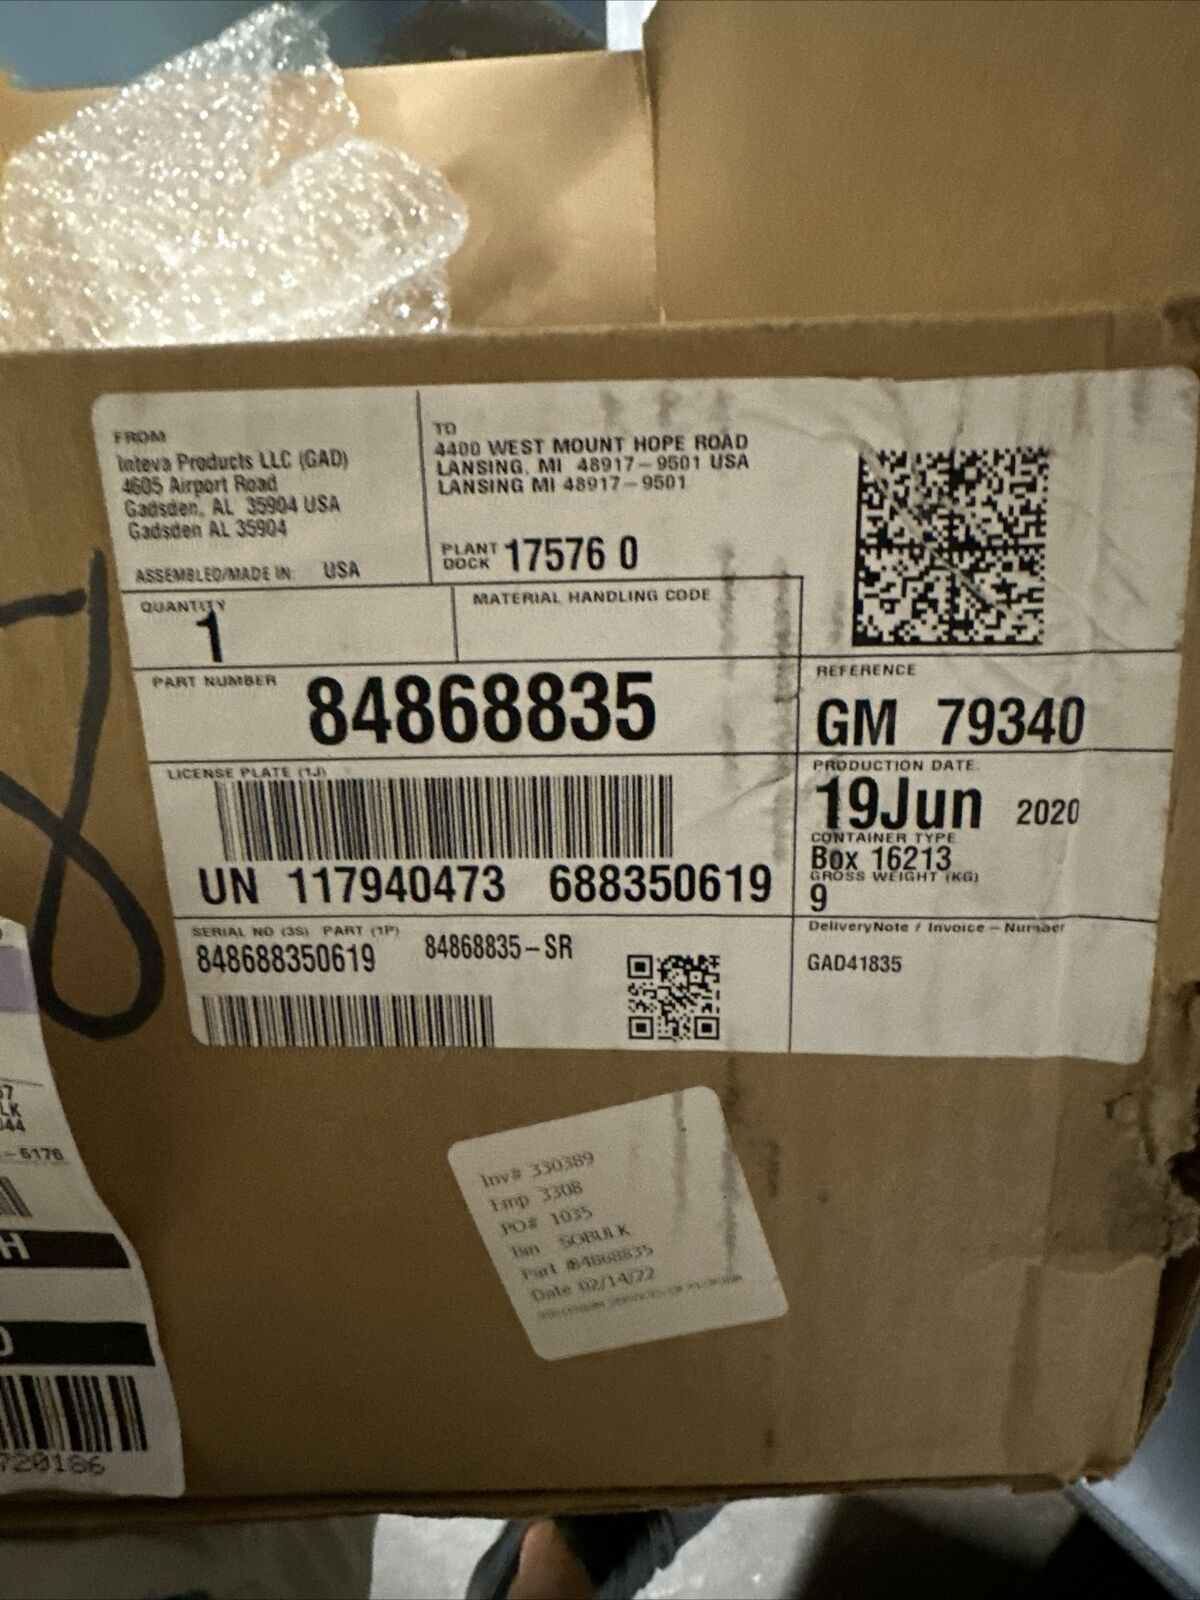 FROM
Inteva Products LLC (GAD)
4605 Airport Road
Gadsden, AL 35904 USA
Gadsden AL 35904
ASSEMBLED/MADE IN: USA
TO
4400 WEST MOUNT HOPE ROAD
LANSING, MI 48917-9501 USA
LANSING MI 48917-9501
PLANT DOCK 17576 0
QUANTITY
1
MATERIAL HANDLING CODE
PART NUMBER
84868835
REFERENCE
GM 79340
LICENSE PLATE (1J)
UN 117940473 688350619
PRODUCTION DATE:
19Jun 2020
CONTAINER TYPE
Box 16213
GROSS WEIGHT (KG)
9
SERIAL NO (3S) PART (1P)
848688350619 84868835-SR
DeliveryNote / Invoice - Number
GAD41835
8
Inv# 330389
Emp 3308
PO# 1035
Bin SOBULK
Part #84868835
Date 02/14/22
LK
-6176
H
720186